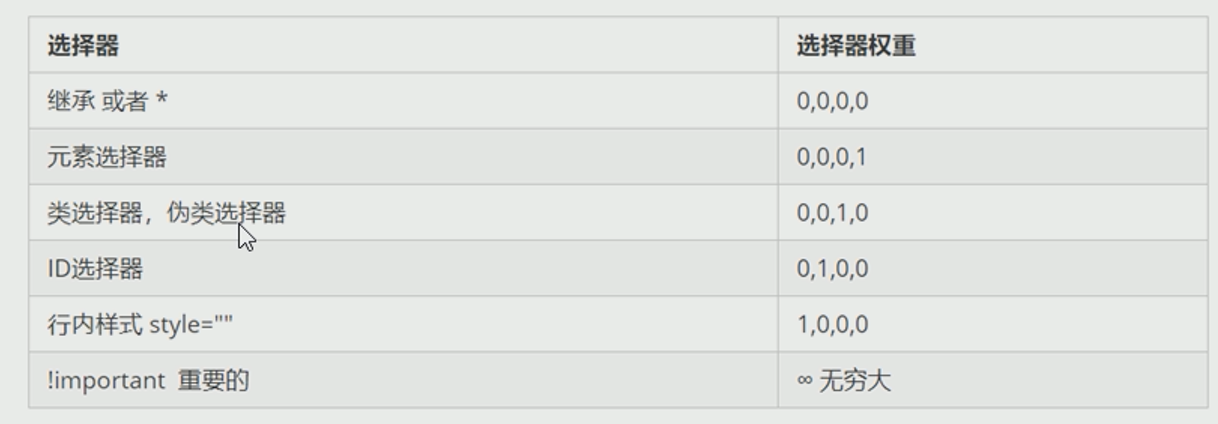 选择器 选择器权重
继承 或者 * 0,0,0,0
元素选择器 0,0,0,1
类选择器，伪类选择器 0,0,1,0
ID选择器 0,1,0,0
行内样式 style="" 1,0,0,0
!important 重要的 ∞ 无穷大